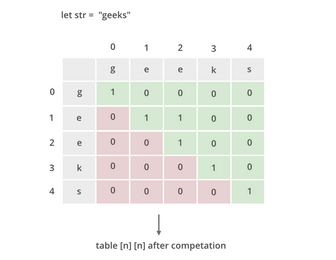 let str = "geeks"
0 1 2 3 4
g e e k s
0 g 1 0 0 0 0
1 e 0 1 1 0 0
2 e 0 0 1 0 0
3 k 0 0 0 1 0
4 s 0 0 0 0 1
table [n] [n] after competation